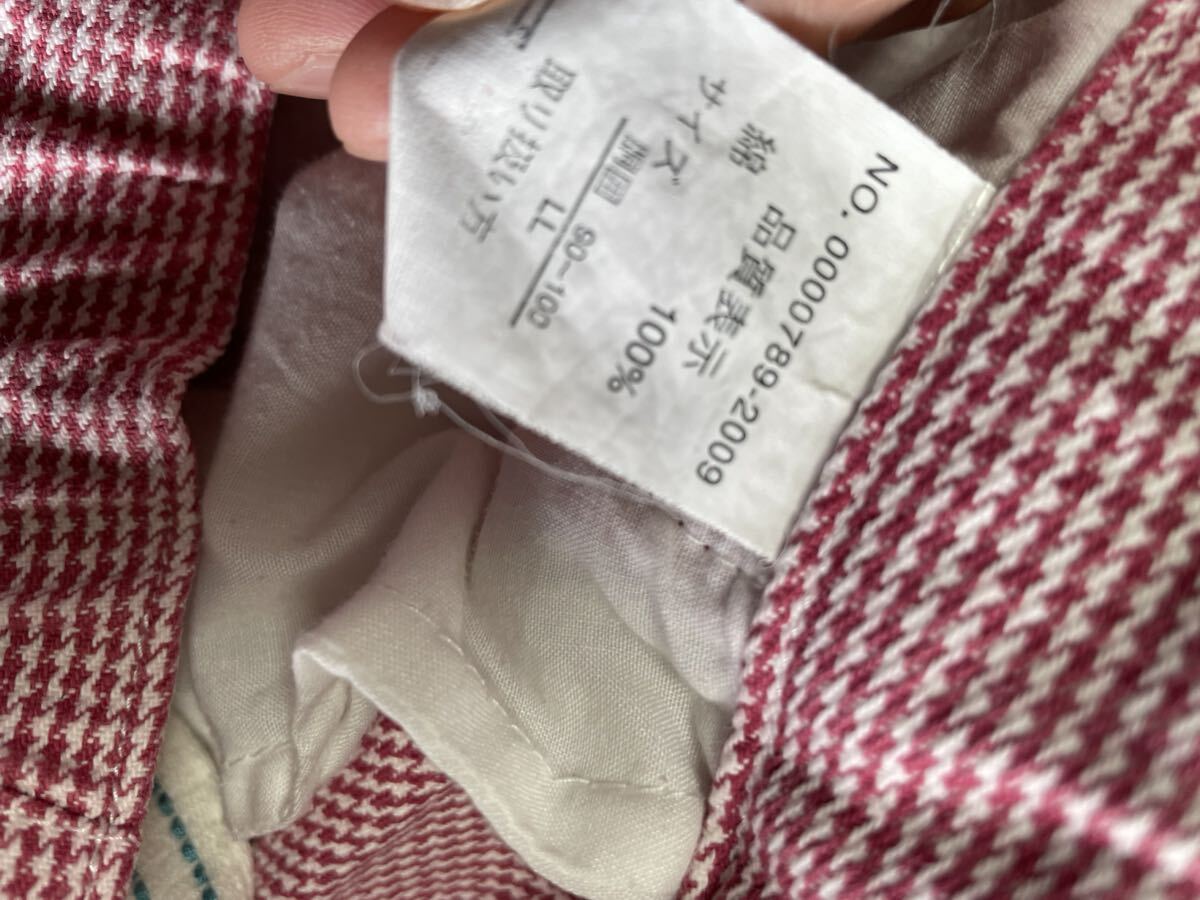 NO. 0000789-2009
品質表示
綿 100%
サイズ LL
胴囲 90~100
取り扱い方